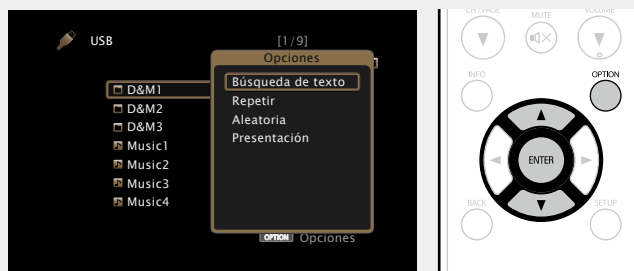 USB
[1/9]
Opciones
Búsqueda de texto
Repetir
Aleatoria
Presentación
D&M1
D&M2
D&M3
Music1
Music2
Music3
Music4
OPTION Opciones
CH / PAGE
MUTE
VOLUME
INFO
OPTION
ENTER
BACK
SETUP